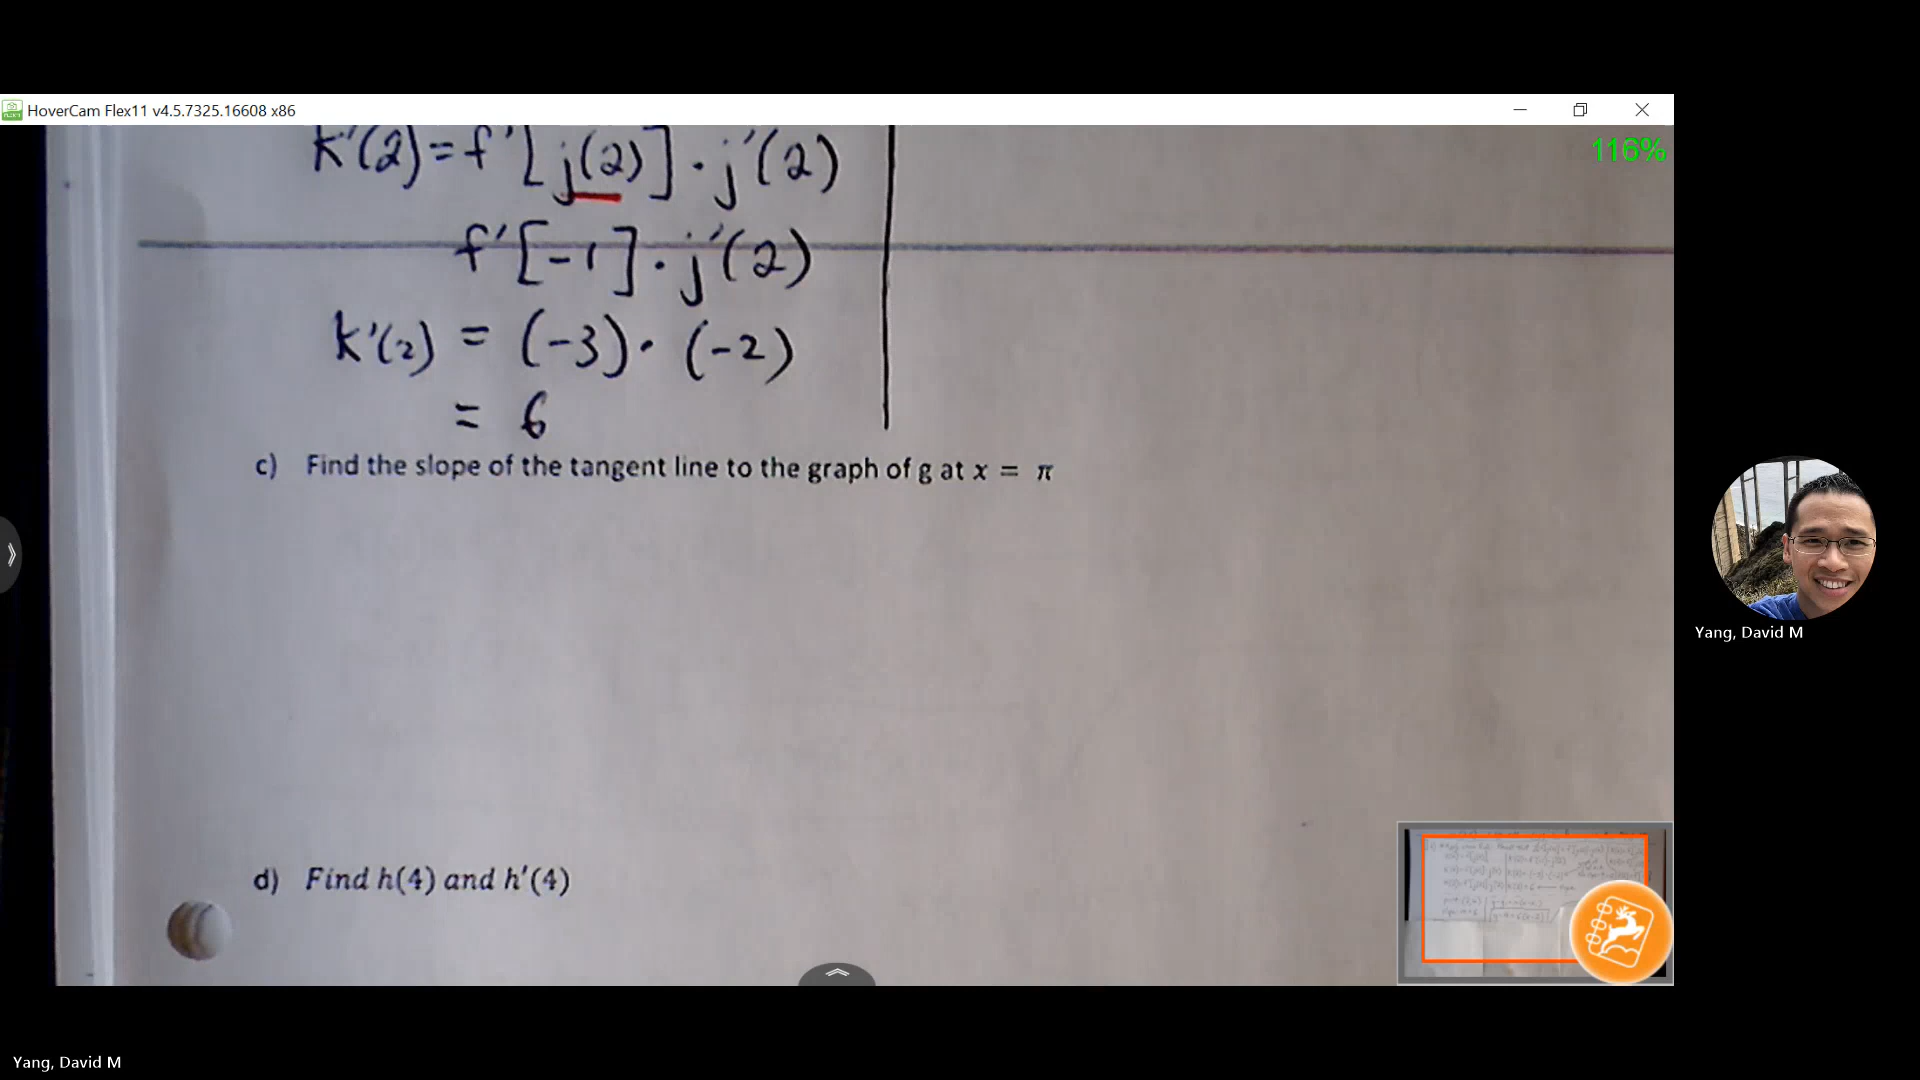 HoverCam Flex11 v4.5.7325.16608 x86
116%
k'(2) = f'[j(2)] · j'(2)
f'[-1] · j'(2)
k'(2) = (-3) · (-2)
= 6
c) Find the slope of the tangent line to the graph of g at x = π
d) Find h(4) and h'(4)
Yang, David M
Yang, David M